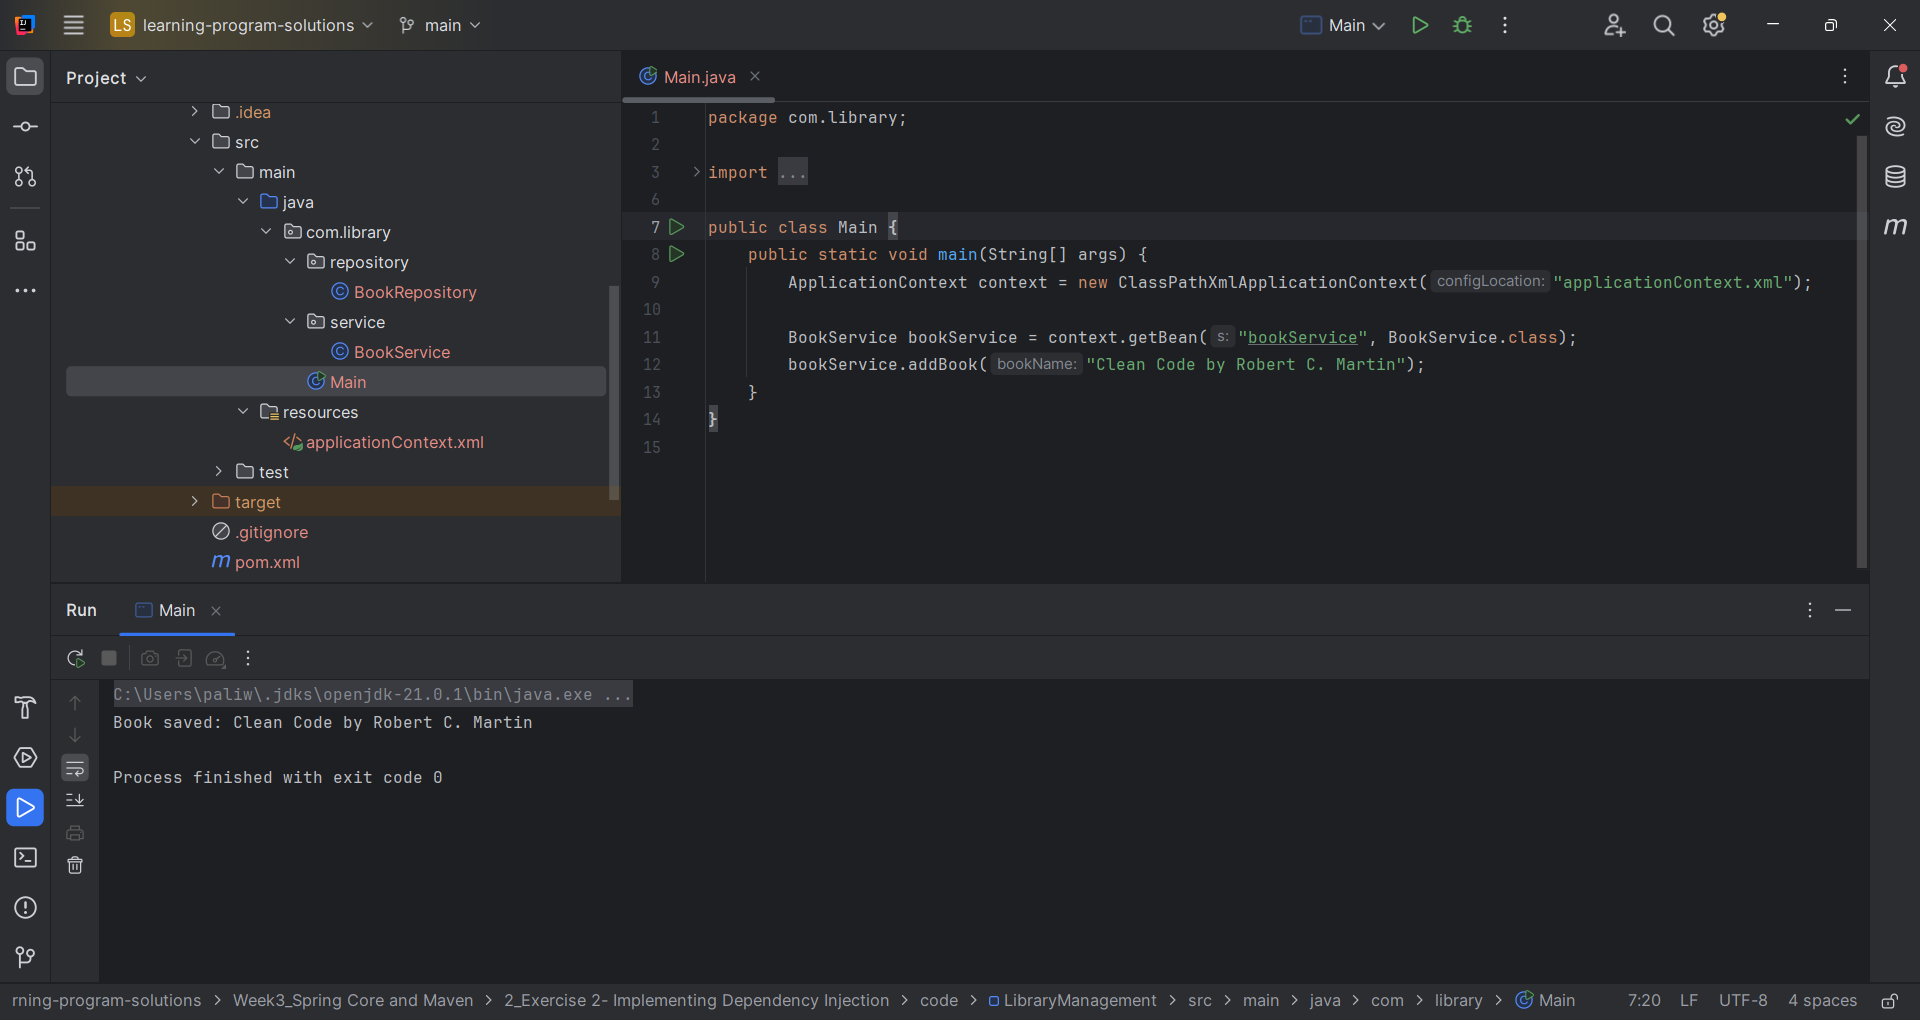 LS learning-program-solutions main Main
Project
.idea
src
main
java
com.library
repository
BookRepository
service
BookService
Main
resources
applicationContext.xml
test
target
.gitignore
pom.xml
Main.java
1 package com.library;
2
3 import ...
6
7 public class Main {
8 public static void main(String[] args) {
9 ApplicationContext context = new ClassPathXmlApplicationContext( configLocation: "applicationContext.xml");
10
11 BookService bookService = context.getBean( s: "bookService", BookService.class);
12 bookService.addBook( bookName: "Clean Code by Robert C. Martin");
13 }
14 }
15
Run Main
C:\Users\paliw\.jdks\openjdk-21.0.1\bin\java.exe ...
Book saved: Clean Code by Robert C. Martin
Process finished with exit code 0
rning-program-solutions > Week3_Spring Core and Maven > 2_Exercise 2- Implementing Dependency Injection > code > LibraryManagement > src > main > java > com > library > Main 7:20 LF UTF-8 4 spaces